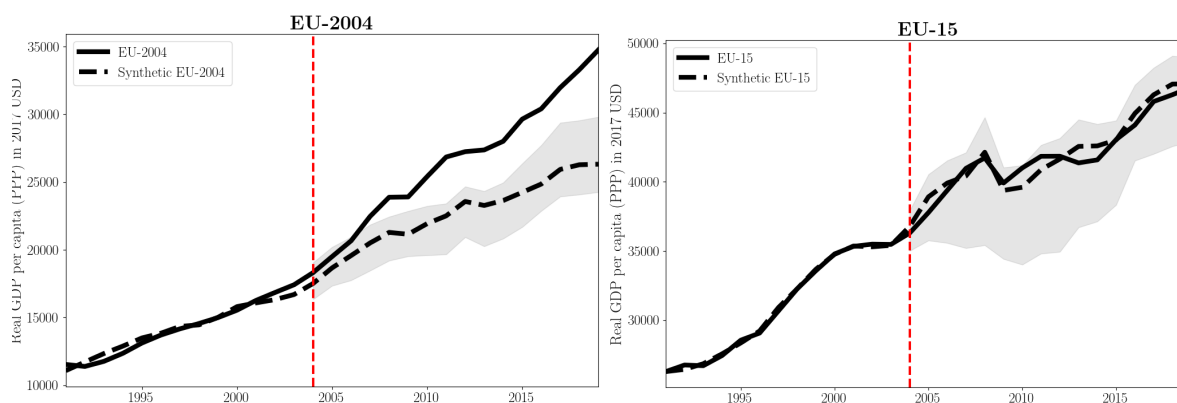 EU-2004
EU-2004
Synthetic EU-2004
Real GDP per capita (PPP) in 2017 USD
35000
30000
25000
20000
15000
10000
1995
2000
2005
2010
2015
EU-15
EU-15
Synthetic EU-15
Real GDP per capita (PPP) in 2017 USD
50000
45000
40000
35000
30000
1995
2000
2005
2010
2015